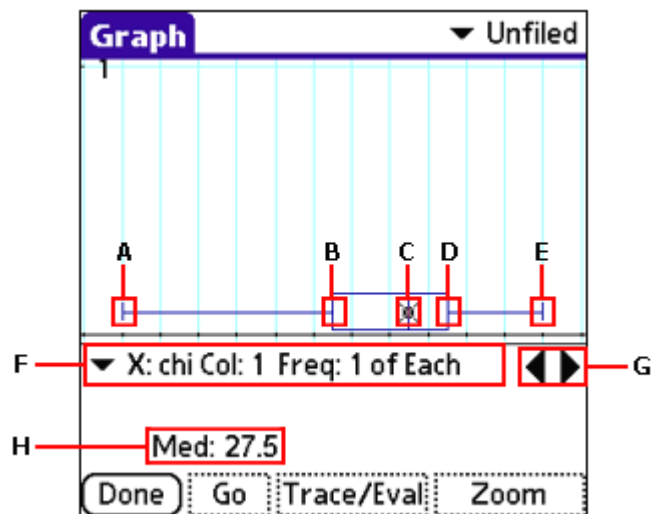 Graph Unfiled
1
A B C D E
F X: chi Col: 1 Freq: 1 of Each G
H Med: 27.5
Done Go Trace/Eval Zoom